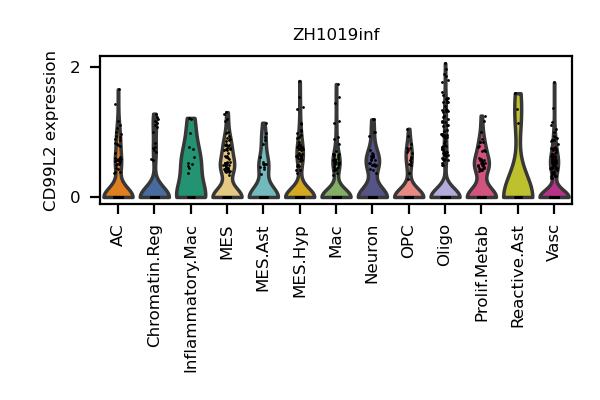 ZH1019inf
CD99L2 expression
2
0
AC
Chromatin.Reg
Inflammatory.Mac
MES
MES.Ast
MES.Hyp
Mac
Neuron
OPC
Oligo
Prolif.Metab
Reactive.Ast
Vasc